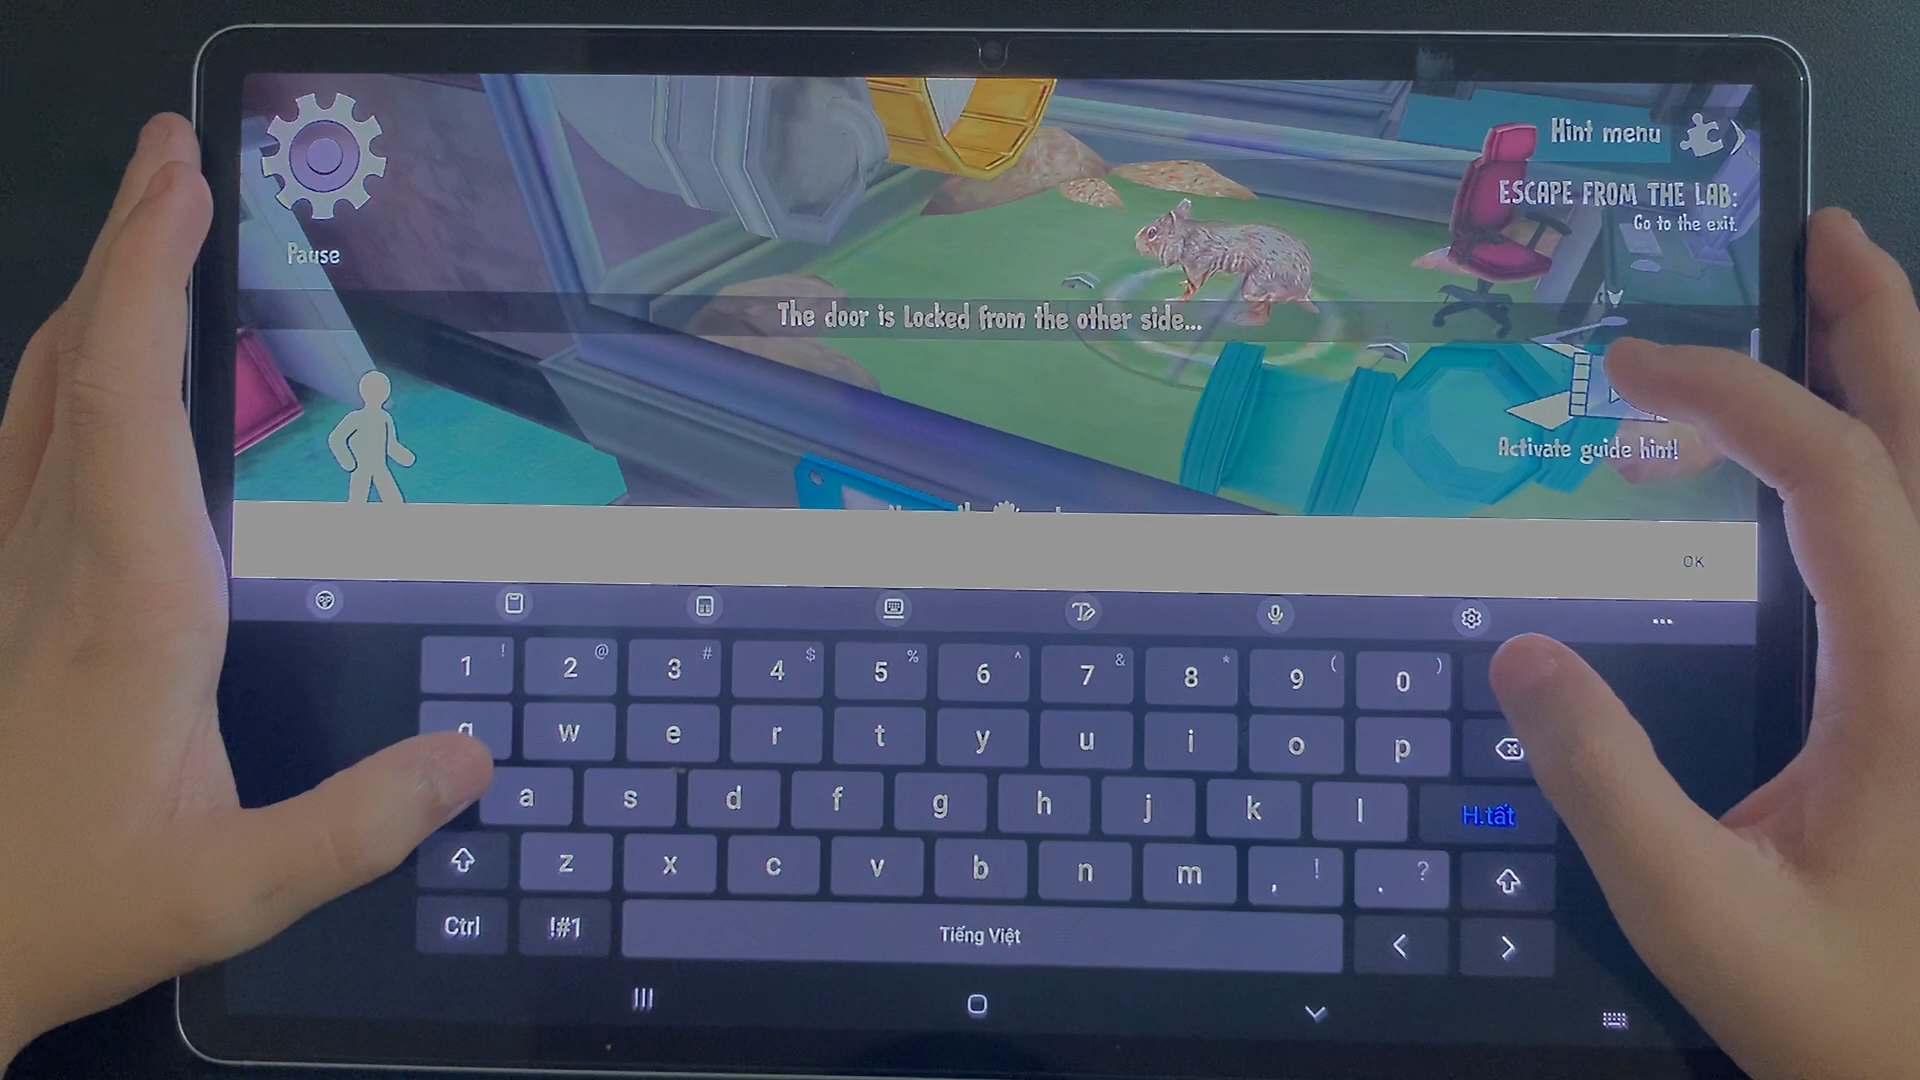 Hint menu
ESCAPE FROM THE LAB:
Go to the exit.
Pause
The door is Locked from the other side...
Activate guide hint!
OK
1 ! 2 @ 3 # 4 $ 5 % 6 ^ 7 & 8 * 9 ( 0 )
q w e r t y u i o p
a s d f g h j k l H.tất
z x c v b n m , ! . ?
Ctrl !#1 Tiếng Việt < >